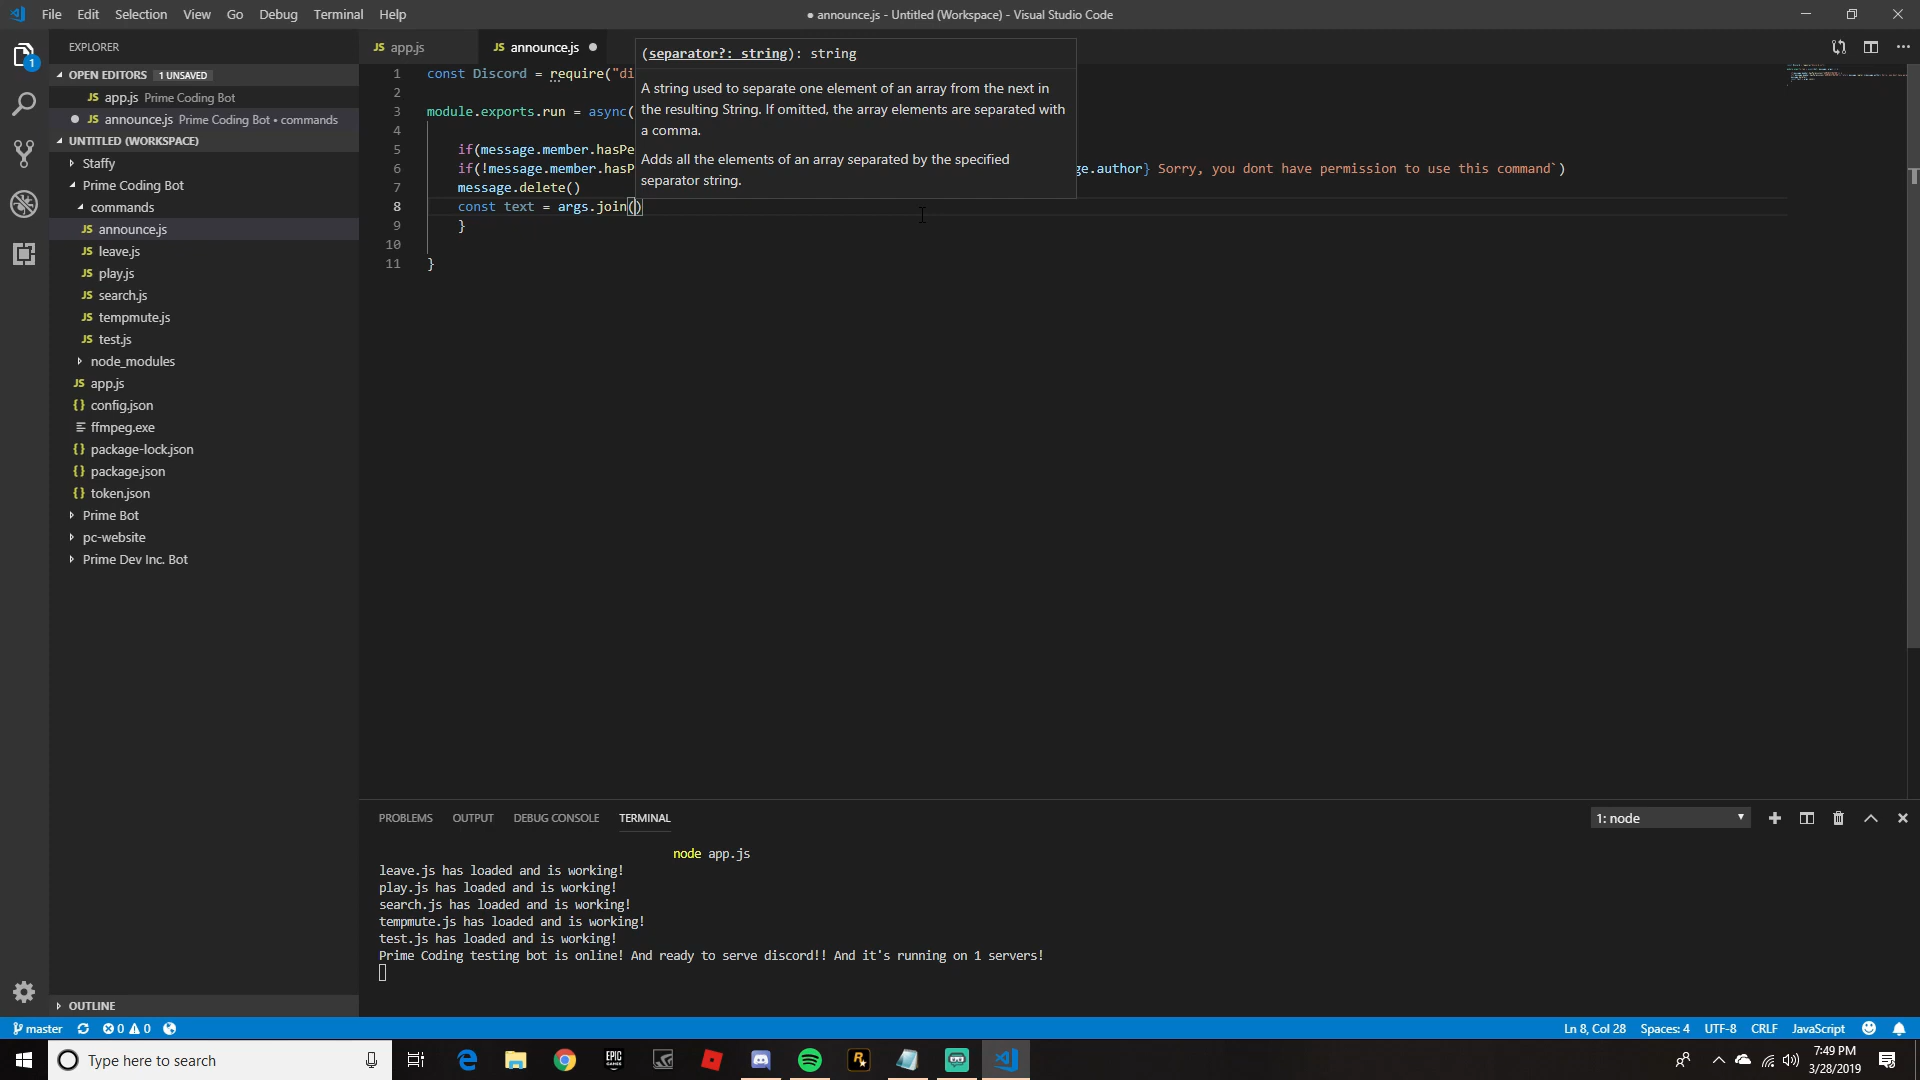 File Edit Selection View Go Debug Terminal Help
● announce.js - Untitled (Workspace) - Visual Studio Code
EXPLORER
OPEN EDITORS 1 UNSAVED
JS app.js Prime Coding Bot
● JS announce.js Prime Coding Bot • commands
UNTITLED (WORKSPACE)
Staffy
Prime Coding Bot
commands
JS announce.js
JS leave.js
JS play.js
JS search.js
JS tempmute.js
JS test.js
node_modules
JS app.js
{} config.json
ffmpeg.exe
{} package-lock.json
{} package.json
{} token.json
Prime Bot
pc-website
Prime Dev Inc. Bot
OUTLINE
JS app.js
JS announce.js ●
1 const Discord = require("di
2
3 module.exports.run = async(
4
5 if(message.member.hasPe
6 if(!message.member.hasP ge.author} Sorry, you dont have permission to use this command`)
7 message.delete()
8 const text = args.join()
9 }
10
11 }
(separator?: string): string
A string used to separate one element of an array from the next in
the resulting String. If omitted, the array elements are separated with
a comma.
Adds all the elements of an array separated by the specified
separator string.
PROBLEMS OUTPUT DEBUG CONSOLE TERMINAL
1: node
node app.js
leave.js has loaded and is working!
play.js has loaded and is working!
search.js has loaded and is working!
tempmute.js has loaded and is working!
test.js has loaded and is working!
Prime Coding testing bot is online! And ready to serve discord!! And it's running on 1 servers!
master 0 0
Ln 8, Col 28 Spaces: 4 UTF-8 CRLF JavaScript
Type here to search
EPIC GAMES
7:49 PM
3/28/2019